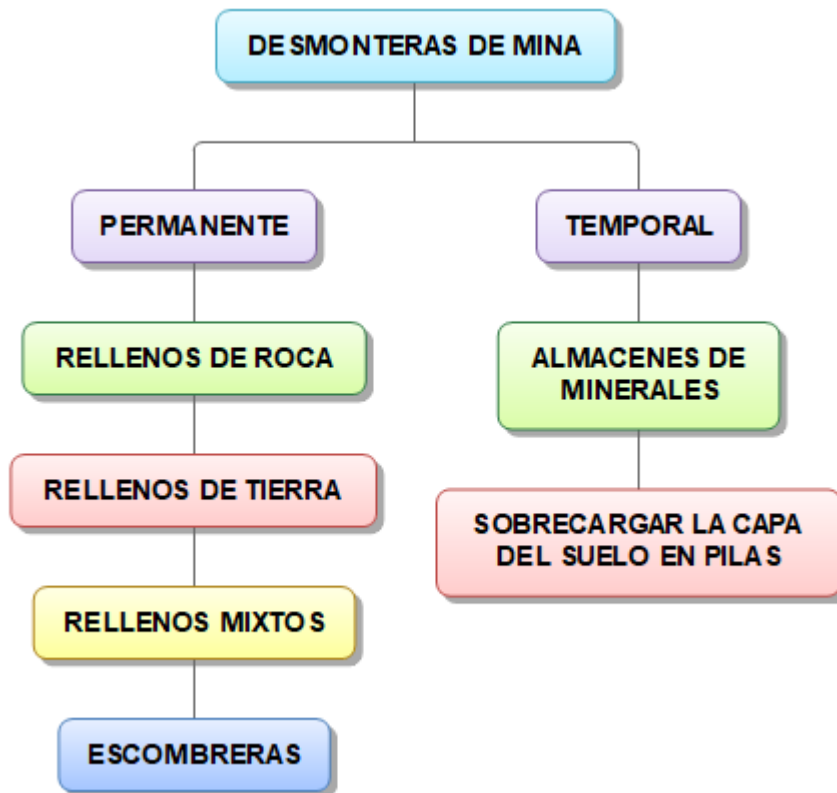 DESMONTERAS DE MINA
PERMANENTE
TEMPORAL
RELLENOS DE ROCA
ALMACENES DE
MINERALES
RELLENOS DE TIERRA
SOBRECARGAR LA CAPA
DEL SUELO EN PILAS
RELLENOS MIXTOS
ESCOMBRERAS